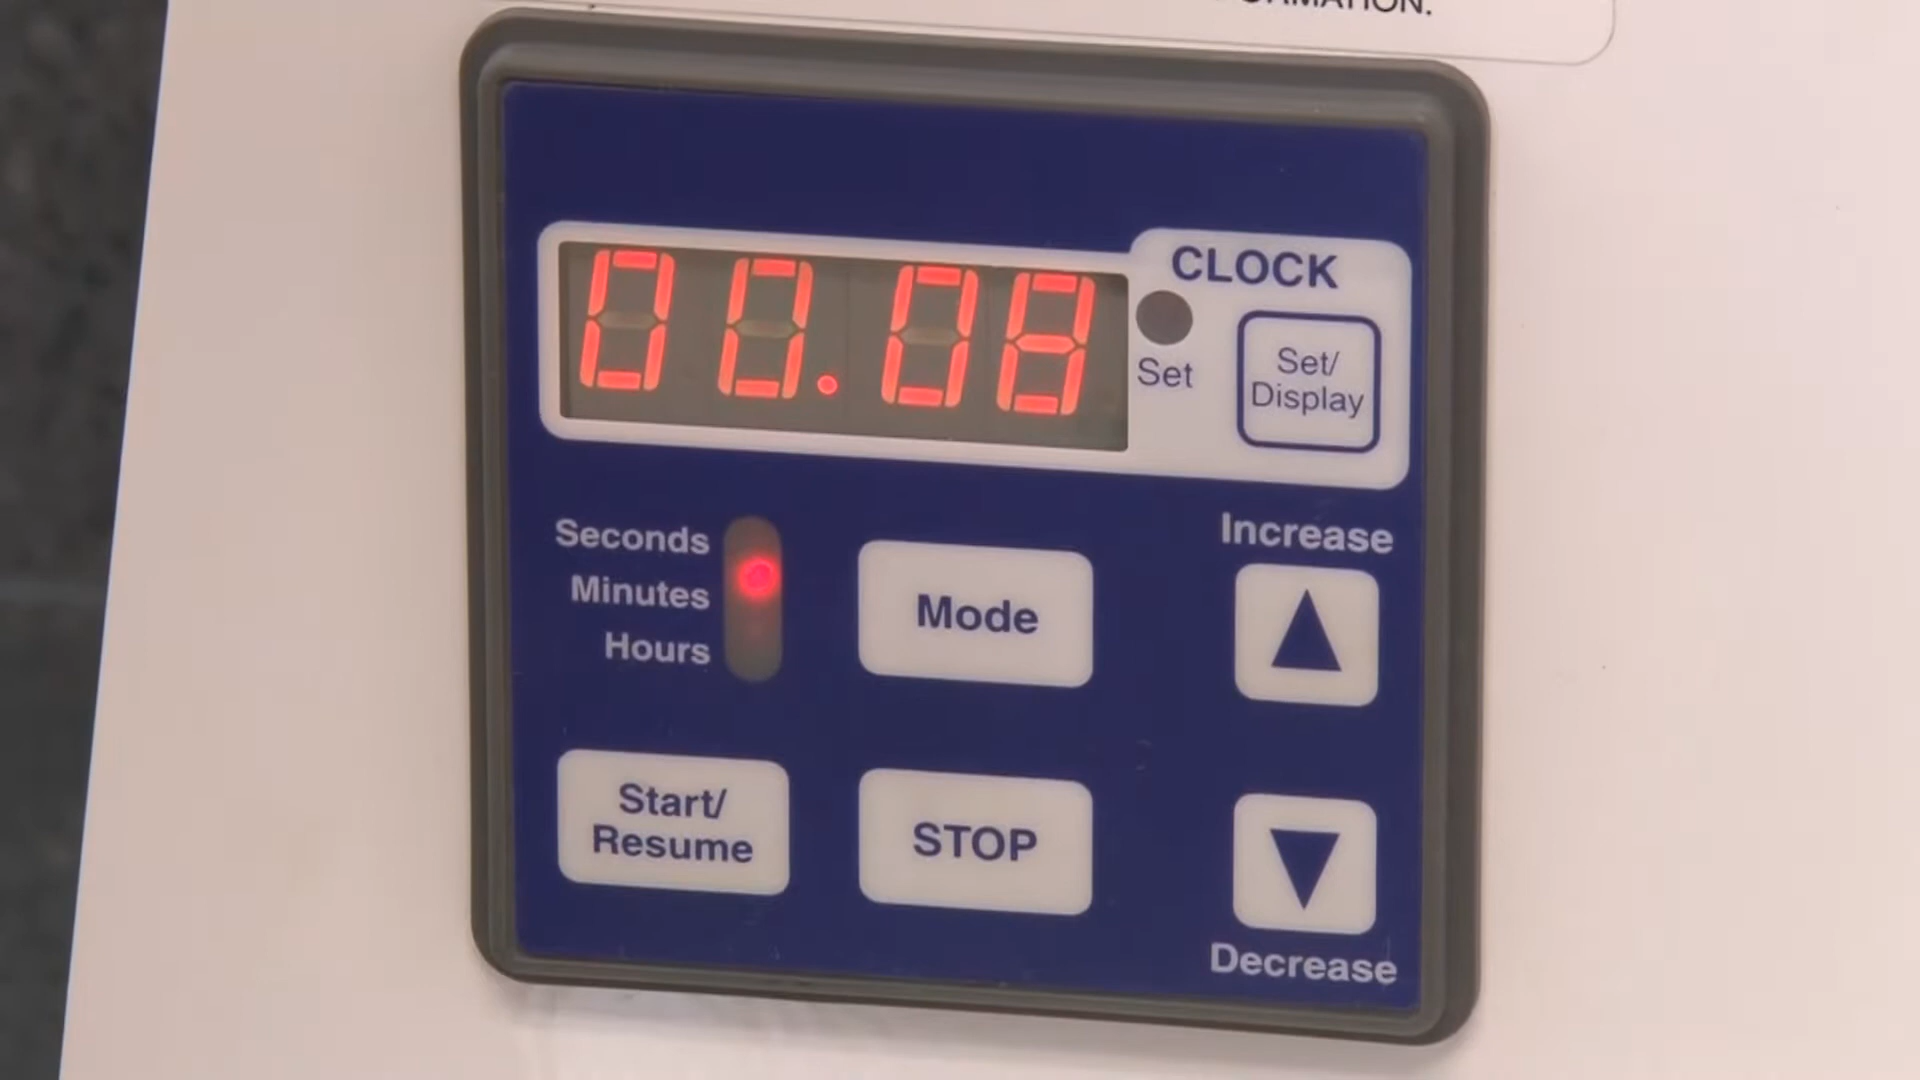 CLOCK
00.08
Set
Set/
Display
Seconds
Minutes
Hours
Mode
Increase
Start/
Resume
STOP
Decrease